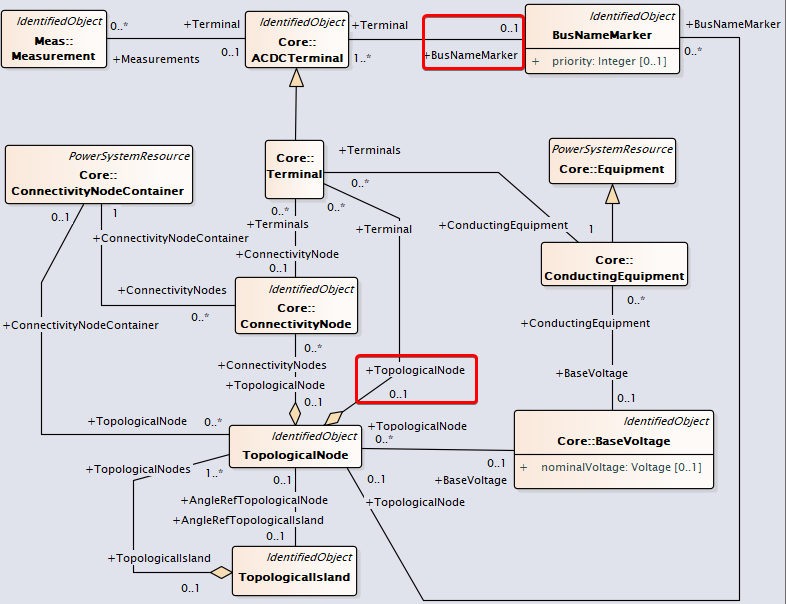 IdentifiedObject
Meas::
Measurement
0..*
+Measurements
+Terminal
0..1
IdentifiedObject
Core::
ACDCTerminal
+Terminal
1..*
0..1
+BusNameMarker
IdentifiedObject
BusNameMarker
+ priority: Integer [0..1]
+BusNameMarker
0..*
PowerSystemResource
Core::
ConnectivityNodeContainer
Core::
Terminal
+Terminals
0..*
PowerSystemResource
Core::Equipment
0..1
1
+ConnectivityNodeContainer
0..*
+Terminals
0..*
+Terminal
+ConductingEquipment
1
+ConnectivityNode
0..1
Core::
ConductingEquipment
+ConnectivityNodes
0..*
IdentifiedObject
Core::
ConnectivityNode
0..*
+ConductingEquipment
+ConnectivityNodeContainer
0..*
+ConnectivityNodes
+TopologicalNode
0..1
+TopologicalNode
0..1
+BaseVoltage
0..1
+TopologicalNode
0..*
IdentifiedObject
TopologicalNode
+TopologicalNode
0..*
IdentifiedObject
Core::BaseVoltage
+ nominalVoltage: Voltage [0..1]
0..1
+BaseVoltage
+TopologicalNodes
1..*
0..1
+AngleRefTopologicalNode
0..1
+TopologicalNode
+AngleRefTopologicalIsland
0..1
+TopologicalIsland
0..1
IdentifiedObject
TopologicalIsland